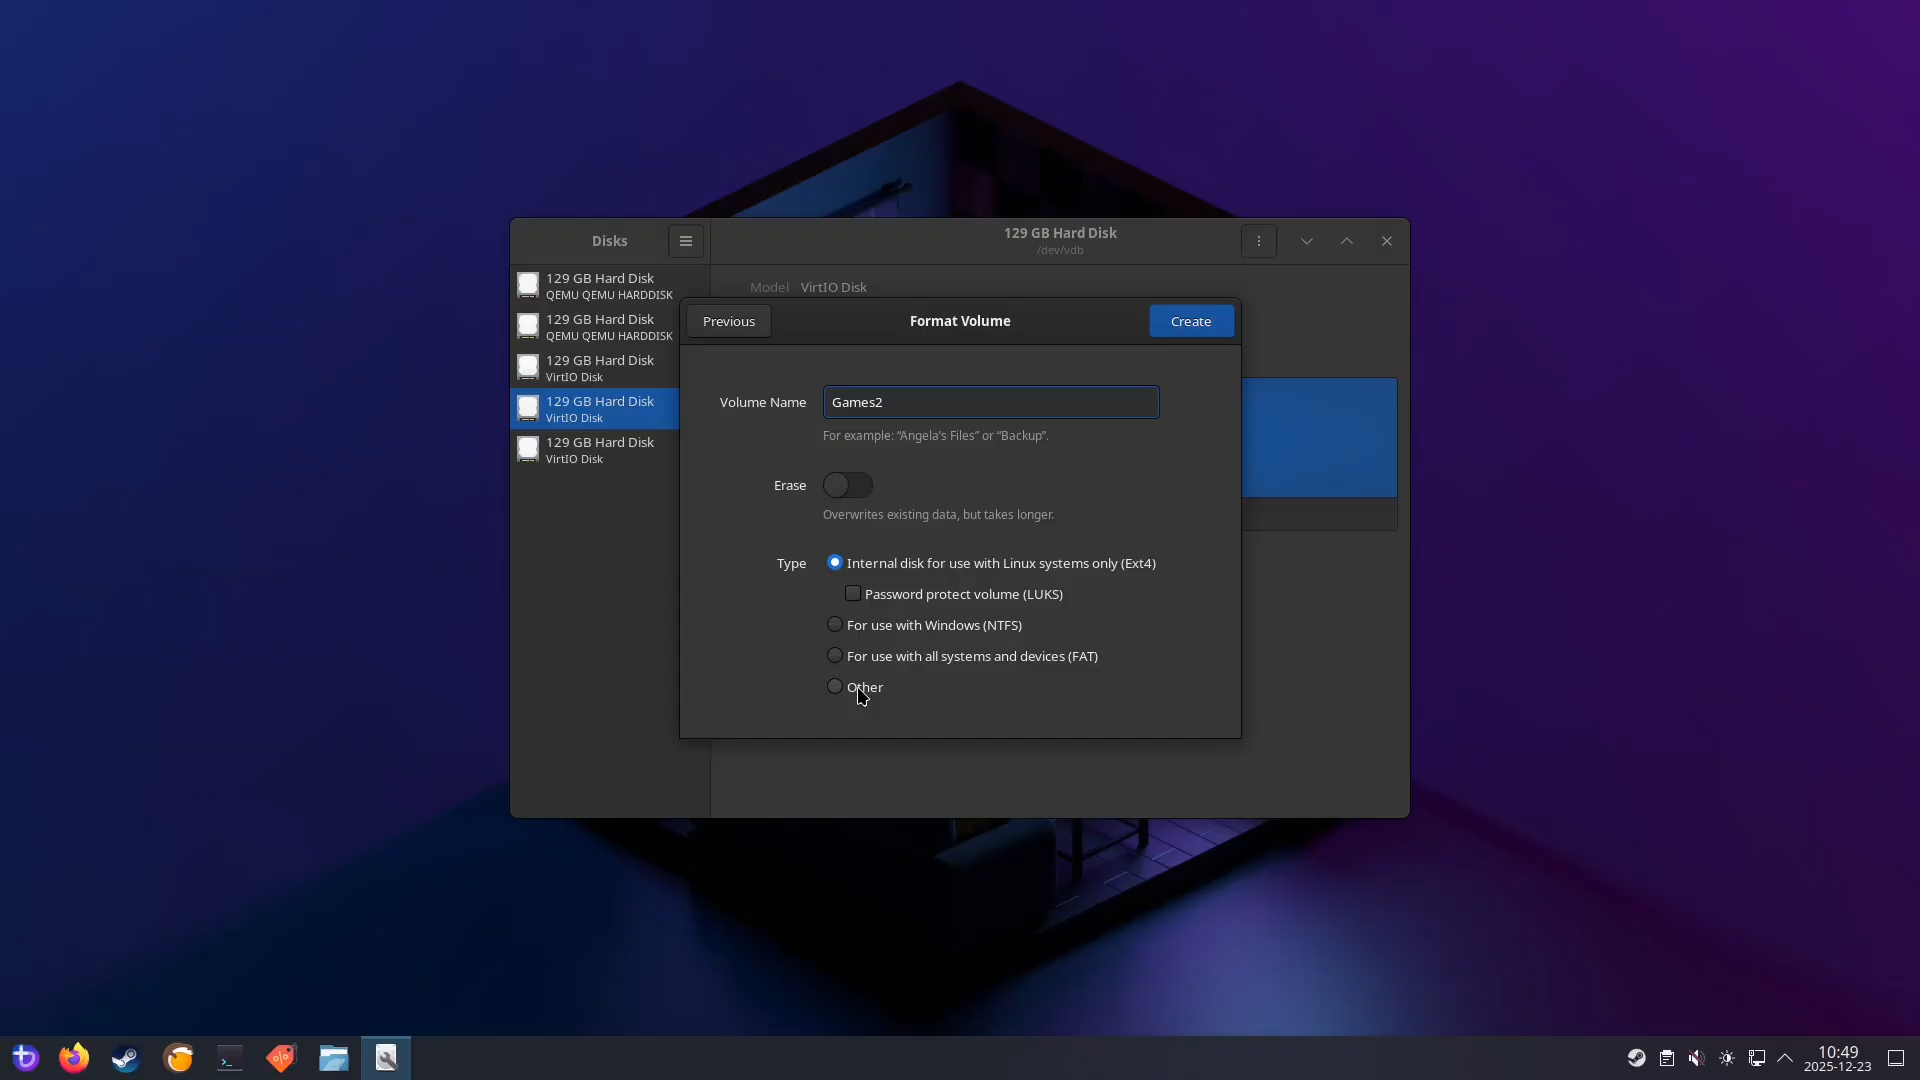 Disks
129 GB Hard Disk
/dev/vdb
129 GB Hard Disk
QEMU QEMU HARDDISK
129 GB Hard Disk
QEMU QEMU HARDDISK
129 GB Hard Disk
VirtIO Disk
129 GB Hard Disk
VirtIO Disk
129 GB Hard Disk
VirtIO Disk
Model VirtIO Disk
Previous
Format Volume
Create
Volume Name Games2
For example: “Angela's Files” or “Backup”.
Erase
Overwrites existing data, but takes longer.
Type Internal disk for use with Linux systems only (Ext4)
Password protect volume (LUKS)
For use with Windows (NTFS)
For use with all systems and devices (FAT)
Other
10:49
2025-12-23